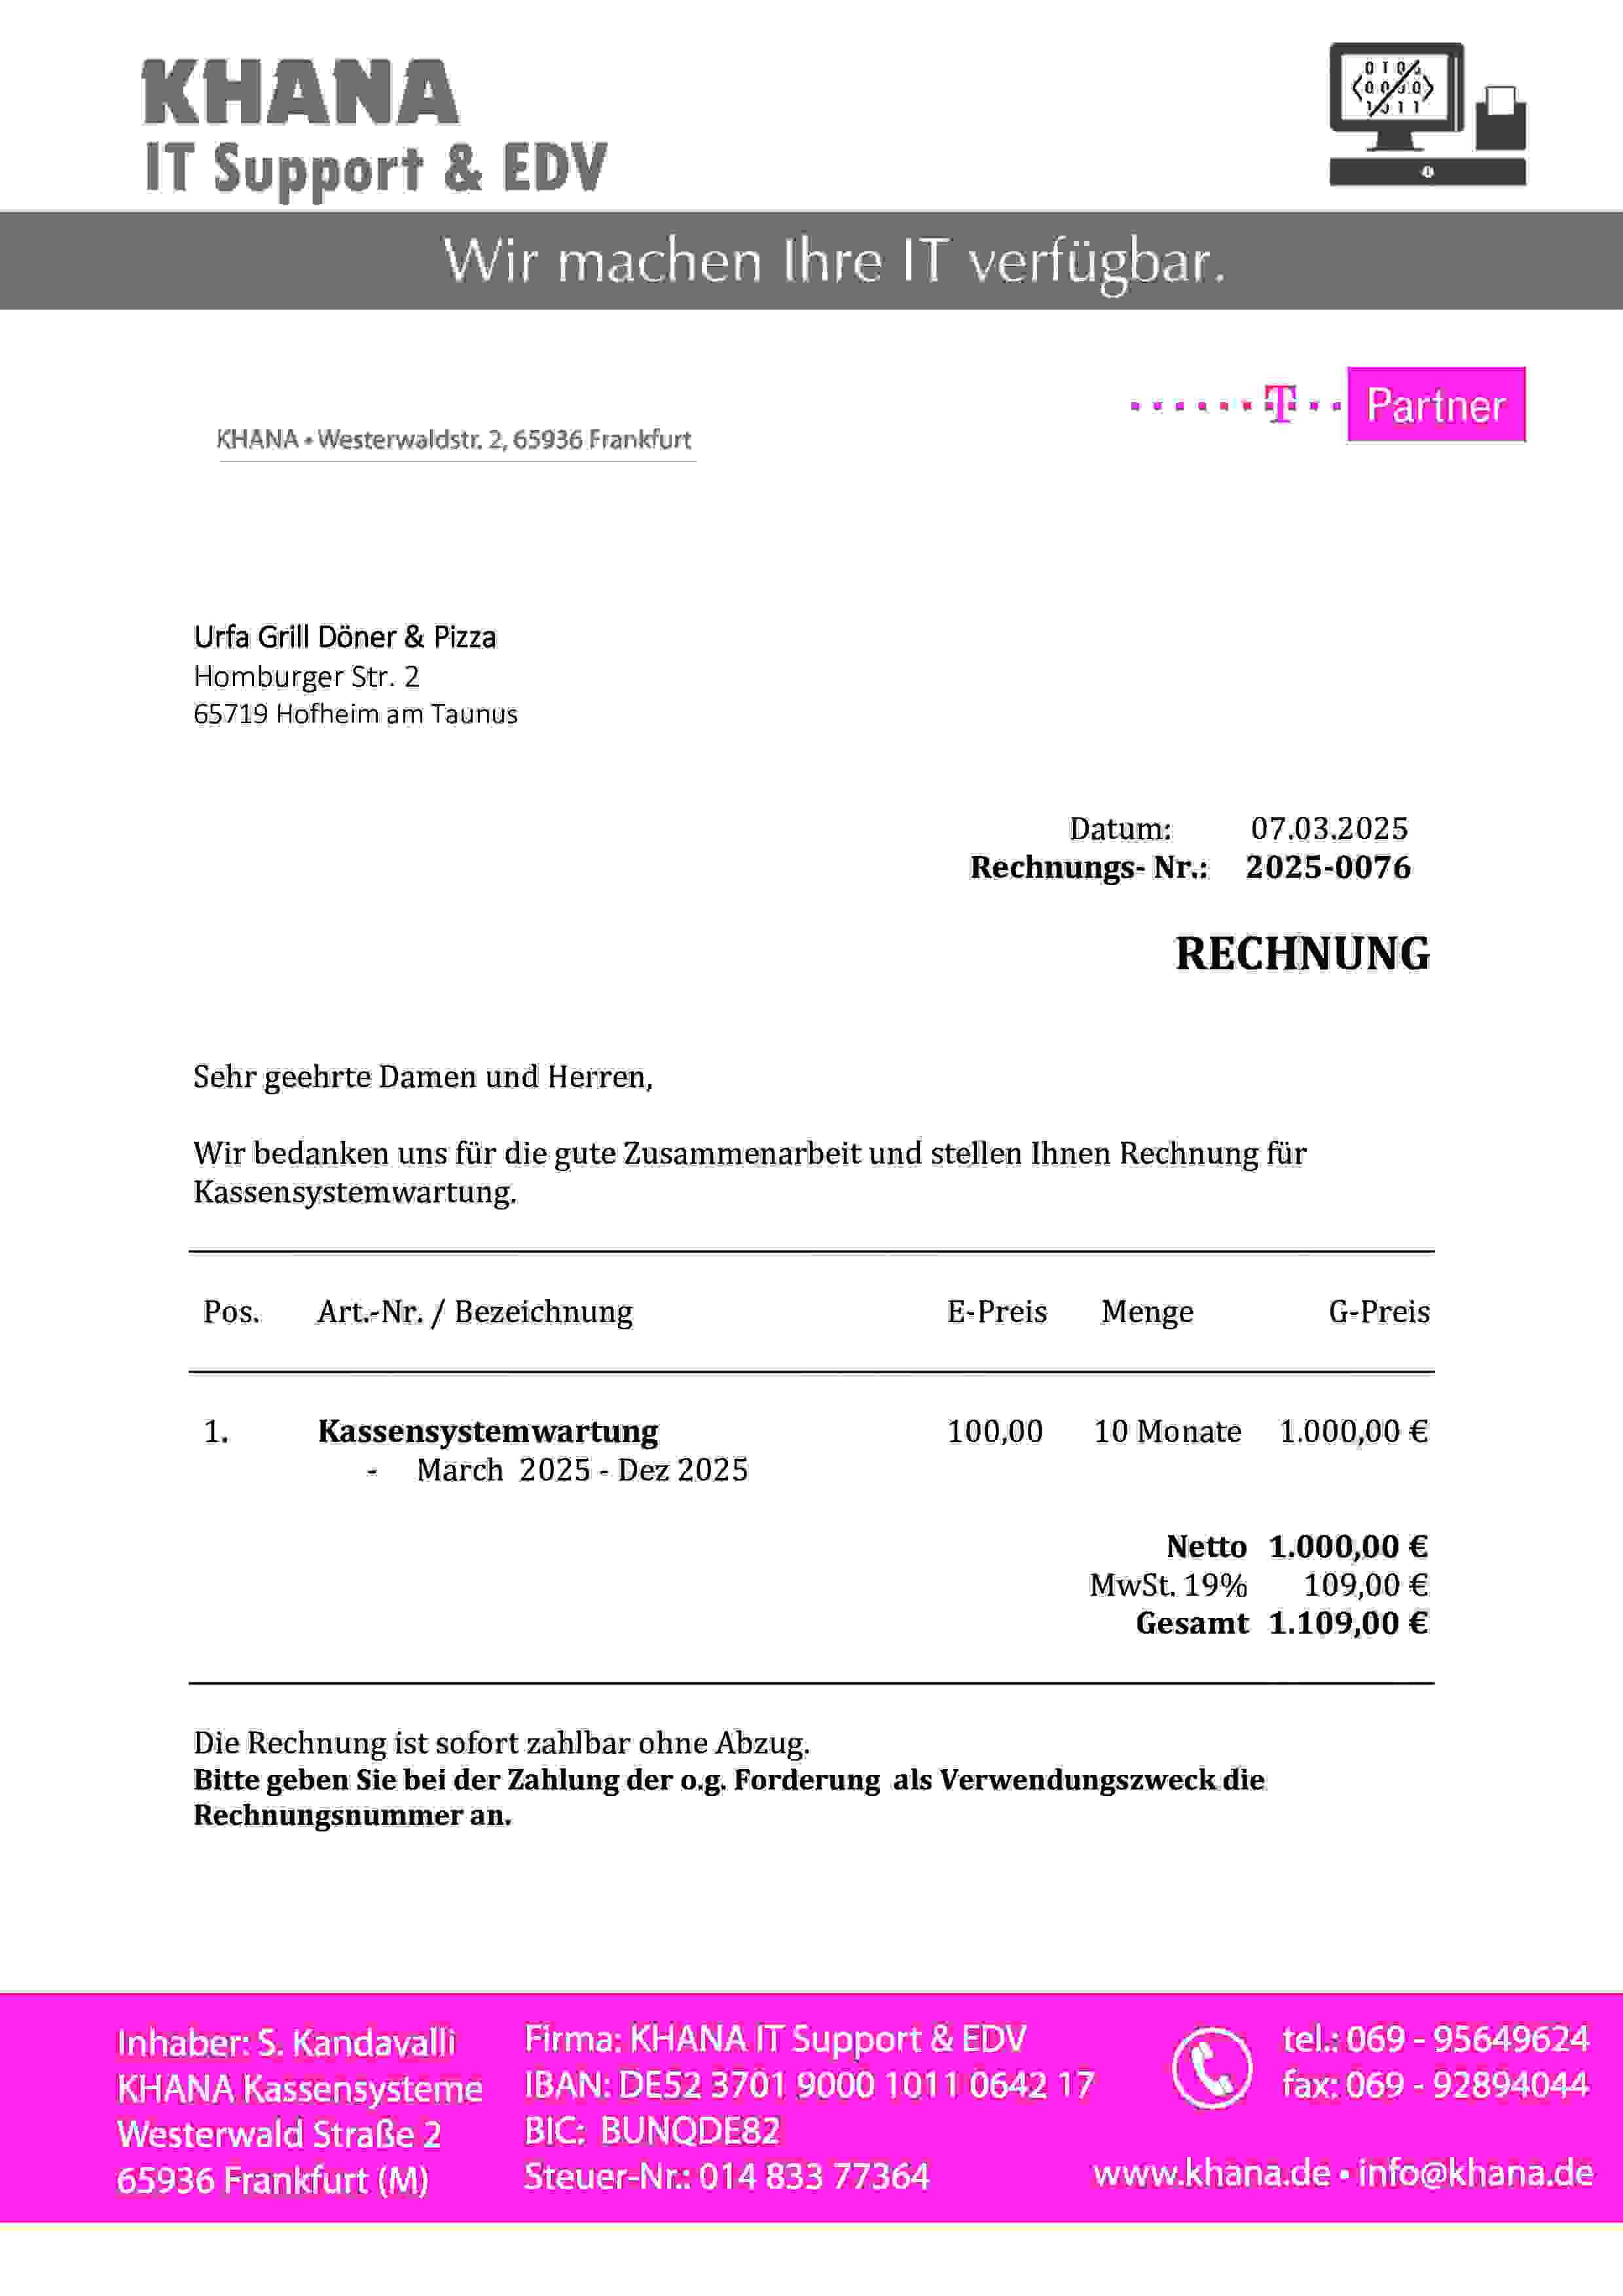 KHANA
IT Support & EDV
Wir machen Ihre IT verfügbar.
T Partner
KHANA • Westerwaldstr. 2, 65936 Frankfurt
Urfa Grill Döner & Pizza
Homburger Str. 2
65719 Hofheim am Taunus
Datum: 07.03.2025
Rechnungs- Nr.: 2025-0076
RECHNUNG
Sehr geehrte Damen und Herren,
Wir bedanken uns für die gute Zusammenarbeit und stellen Ihnen Rechnung für
Kassensystemwartung.
Pos. Art.-Nr. / Bezeichnung E-Preis Menge G-Preis
1. Kassensystemwartung 100,00 10 Monate 1.000,00 €
- March 2025 - Dez 2025
Netto 1.000,00 €
MwSt. 19% 109,00 €
Gesamt 1.109,00 €
Die Rechnung ist sofort zahlbar ohne Abzug.
Bitte geben Sie bei der Zahlung der o.g. Forderung als Verwendungszweck die
Rechnungsnummer an.
Inhaber: S. Kandavalli
KHANA Kassensysteme
Westerwald Straße 2
65936 Frankfurt (M)
Firma: KHANA IT Support & EDV
IBAN: DE52 3701 9000 1011 0642 17
BIC: BUNQDE82
Steuer-Nr.: 014 833 77364
tel.: 069 - 95649624
fax: 069 - 92894044
www.khana.de • info@khana.de